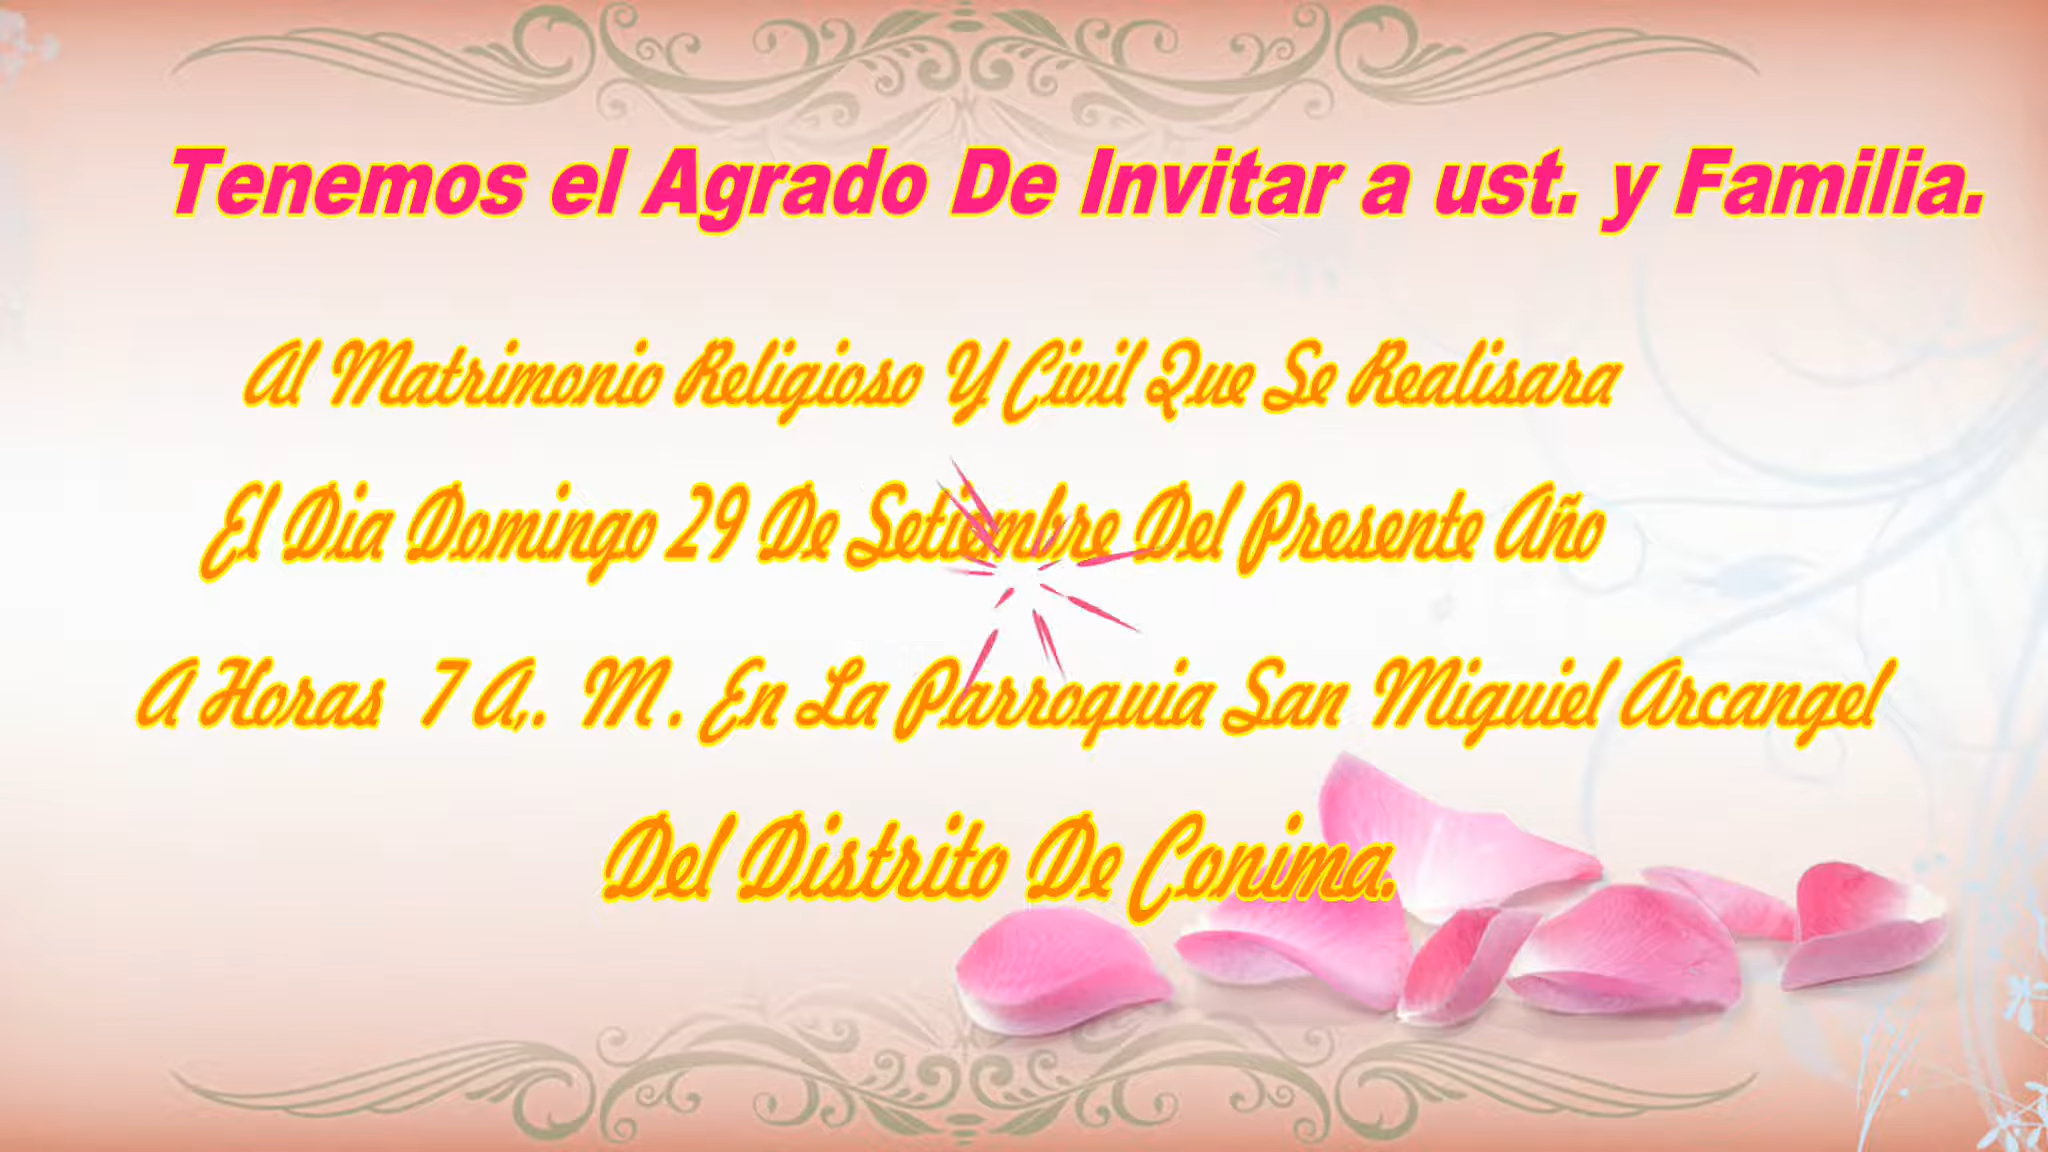 Tenemos el Agrado De Invitar a ust. y Familia.
Al Matrimonio Religioso Y Civil Que Se Realisara
El Dia Domingo 29 De Setiembre Del Presente Año
A Horas 7 A,. M . En La Parroquia San Miguiel Arcangel
Del Distrito De Conima.